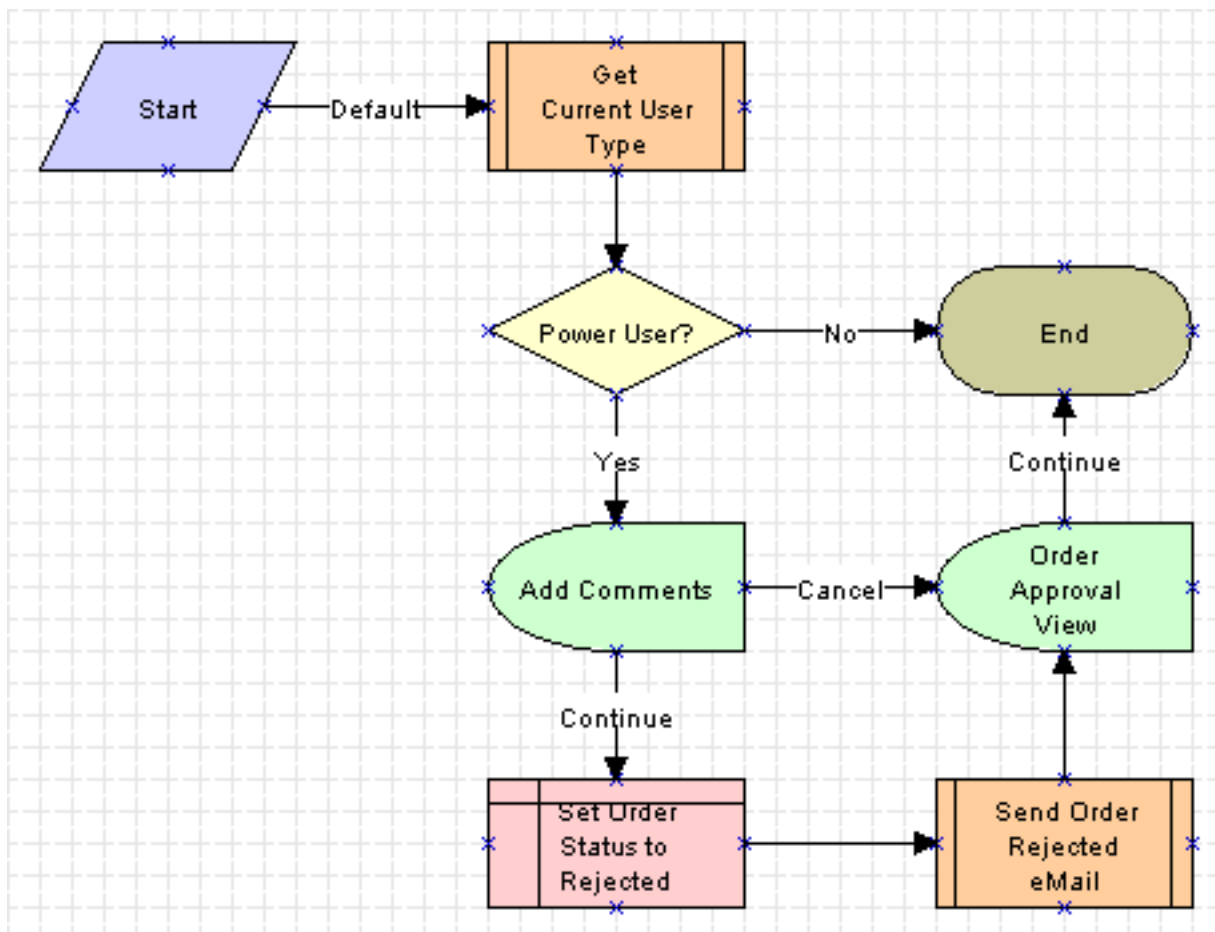 Start
Default
Get
Current User
Type
Power User?
No
End
Yes
Continue
Add Comments
Cancel
Order
Approval
View
Continue
Set Order
Status to
Rejected
Send Order
Rejected
eMail